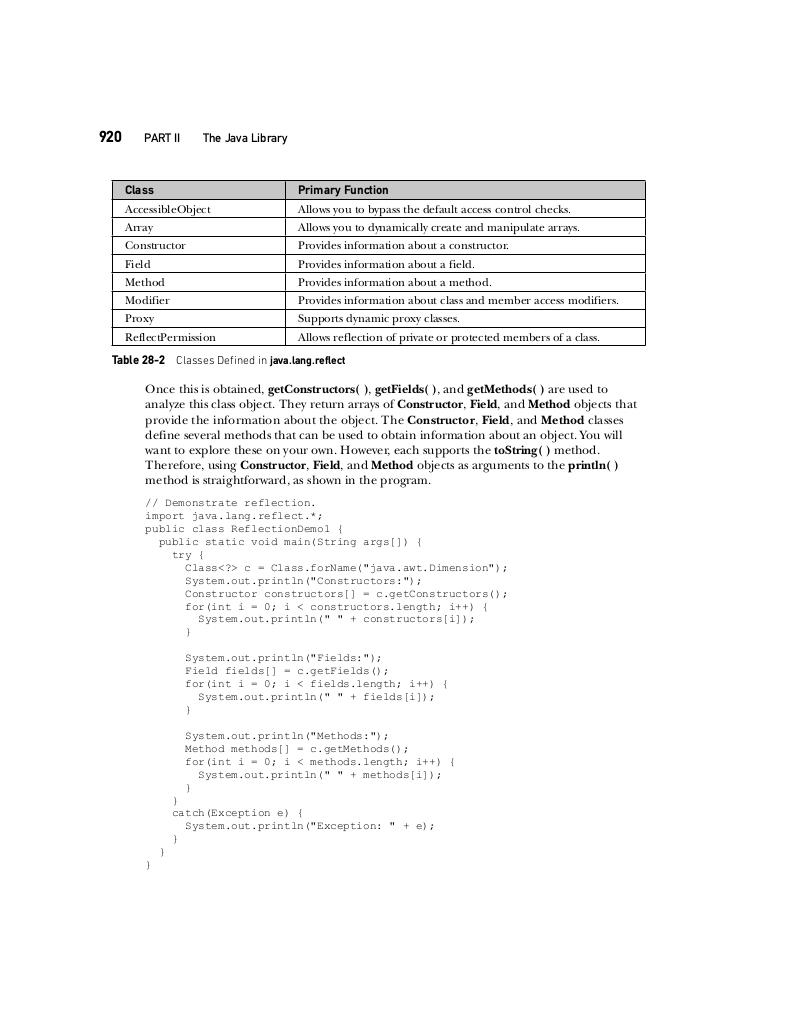 920 PART II The Java Library
Class Primary Function
AccessibleObject Allows you to bypass the default access control checks.
Array Allows you to dynamically create and manipulate arrays.
Constructor Provides information about a constructor.
Field Provides information about a field.
Method Provides information about a method.
Modifier Provides information about class and member access modifiers.
Proxy Supports dynamic proxy classes.
ReflectPermission Allows reflection of private or protected members of a class.
Table 28-2 Classes Defined in java.lang.reflect
Once this is obtained, getConstructors( ), getFields( ), and getMethods( ) are used to
analyze this class object. They return arrays of Constructor, Field, and Method objects that
provide the information about the object. The Constructor, Field, and Method classes
define several methods that can be used to obtain information about an object. You will
want to explore these on your own. However, each supports the toString( ) method.
Therefore, using Constructor, Field, and Method objects as arguments to the println( )
method is straightforward, as shown in the program.
// Demonstrate reflection.
import java.lang.reflect.*;
public class ReflectionDemo1 {
  public static void main(String args[]) {
    try {
      Class<?> c = Class.forName("java.awt.Dimension");
      System.out.println("Constructors:");
      Constructor constructors[] = c.getConstructors();
      for(int i = 0; i < constructors.length; i++) {
        System.out.println(" " + constructors[i]);
      }

      System.out.println("Fields:");
      Field fields[] = c.getFields();
      for(int i = 0; i < fields.length; i++) {
        System.out.println(" " + fields[i]);
      }

      System.out.println("Methods:");
      Method methods[] = c.getMethods();
      for(int i = 0; i < methods.length; i++) {
        System.out.println(" " + methods[i]);
      }
    }
    catch(Exception e) {
      System.out.println("Exception: " + e);
    }
  }
}